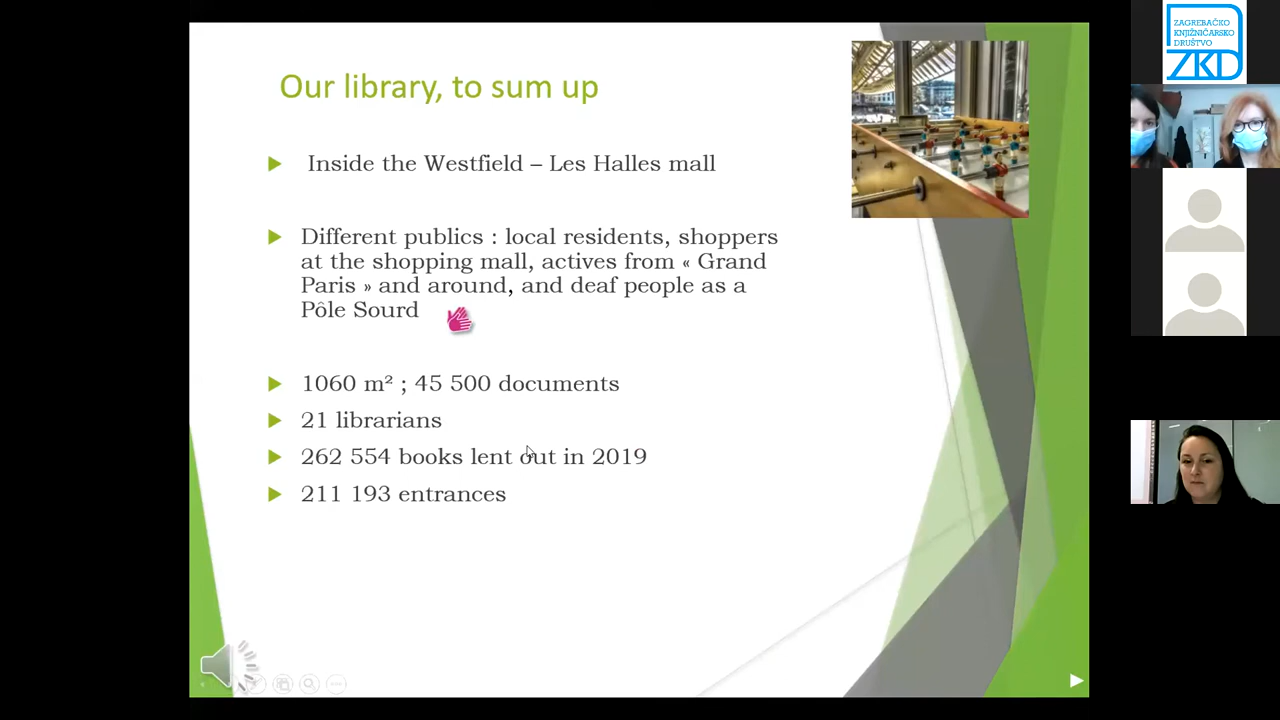 Our library, to sum up
Inside the Westfield – Les Halles mall
Different publics : local residents, shoppers
at the shopping mall, actives from « Grand
Paris » and around, and deaf people as a
Pôle Sourd
1060 m² ; 45 500 documents
21 librarians
262 554 books lent out in 2019
211 193 entrances
ZAGREBAČKO
KNJIŽNIČARSKO
DRUŠTVO
ZKD